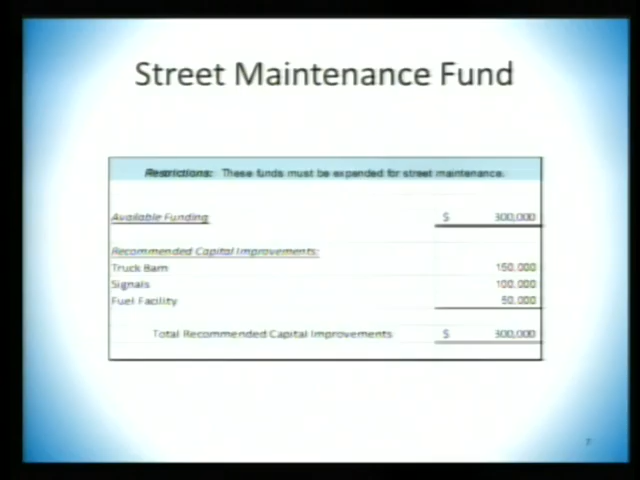 Street Maintenance Fund
Restrictions: These funds must be expended for street maintenance.
Available Funding $ 300,000
Recommended Capital Improvements:
Truck Barn 150,000
Signals 100,000
Fuel Facility 50,000
Total Recommended Capital Improvements $ 300,000
7